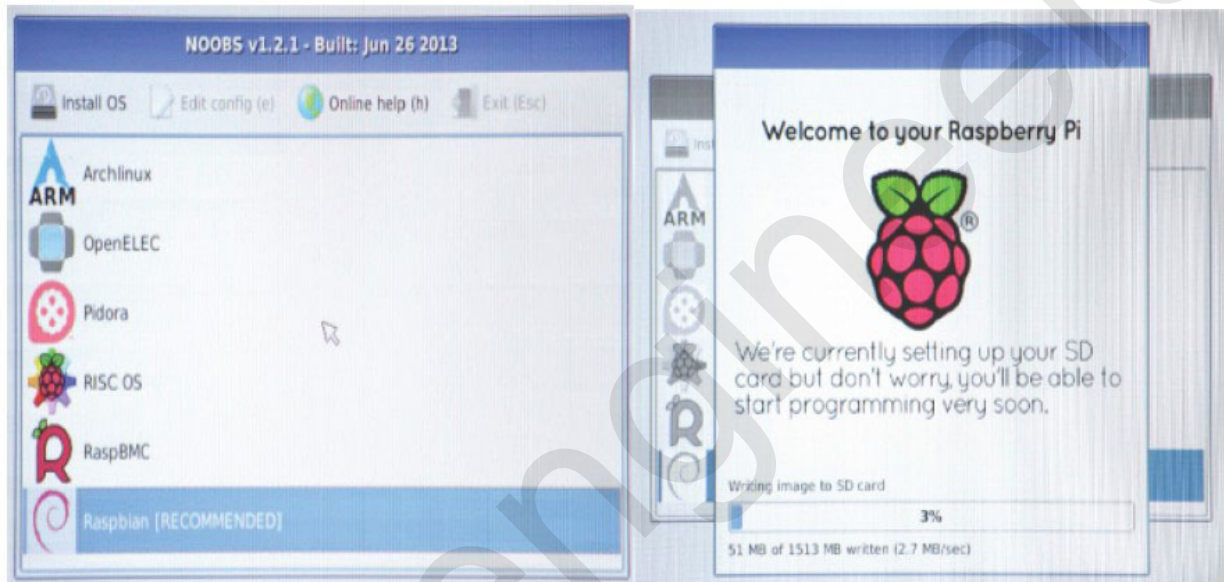 NOOBS v1.2.1 - Built: Jun 26 2013
Install OS Edit config (e) Online help (h) Exit (Esc)
Archlinux
ARM
OpenELEC
Pidora
RISC OS
RaspBMC
Raspbian [RECOMMENDED]
Inst
ARM
Welcome to your Raspberry Pi
®
We're currently setting up your SD
card but don't worry, you'll be able to
start programming very soon.
Writing image to SD card
3%
51 MB of 1513 MB written (2.7 MB/sec)